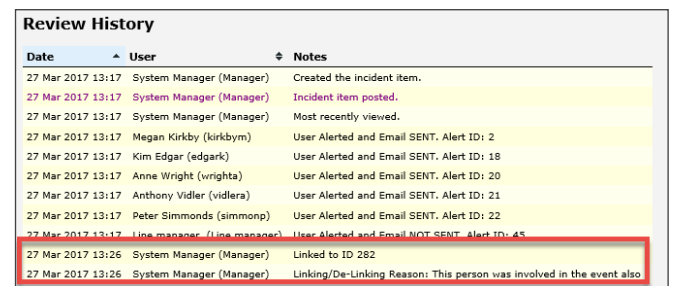 Review History
Date User Notes
27 Mar 2017 13:17 System Manager (Manager) Created the incident item.
27 Mar 2017 13:17 System Manager (Manager) Incident item posted.
27 Mar 2017 13:17 System Manager (Manager) Most recently viewed.
27 Mar 2017 13:17 Megan Kirkby (kirkbym) User Alerted and Email SENT. Alert ID: 2
27 Mar 2017 13:17 Kim Edgar (edgark) User Alerted and Email SENT. Alert ID: 18
27 Mar 2017 13:17 Anne Wright (wrighta) User Alerted and Email SENT. Alert ID: 20
27 Mar 2017 13:17 Anthony Vidler (vidlera) User Alerted and Email SENT. Alert ID: 21
27 Mar 2017 13:17 Peter Simmonds (simmonp) User Alerted and Email SENT. Alert ID: 22
27 Mar 2017 13:17 Line manager, (Line manager) User Alerted and Email NOT SENT. Alert ID: 45
27 Mar 2017 13:26 System Manager (Manager) Linked to ID 282
27 Mar 2017 13:26 System Manager (Manager) Linking/De-Linking Reason: This person was involved in the event also